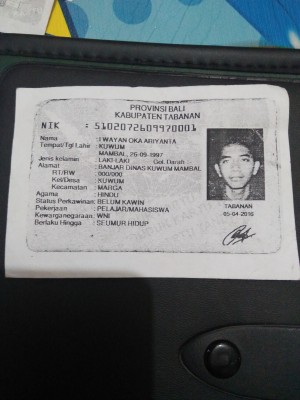 PROVINSI BALI
KABUPATEN TABANAN
NIK : 5102072609970001
Nama : I WAYAN OKA ARIYANTA
Tempat/Tgl Lahir : KUWUM
MAMBAL, 26-09-1997
Jenis kelamin : LAKI-LAKI Gol. Darah : -
Alamat : BANJAR DINAS KUWUM MAMBAL
RT/RW : 000/000
Kel/Desa : KUWUM
Kecamatan : MARGA
Agama : HINDU
Status Perkawinan: BELUM KAWIN
Pekerjaan : PELAJAR/MAHASISWA
Kewarganegaraan: WNI
Berlaku Hingga : SEUMUR HIDUP
TABANAN
05-04-2016